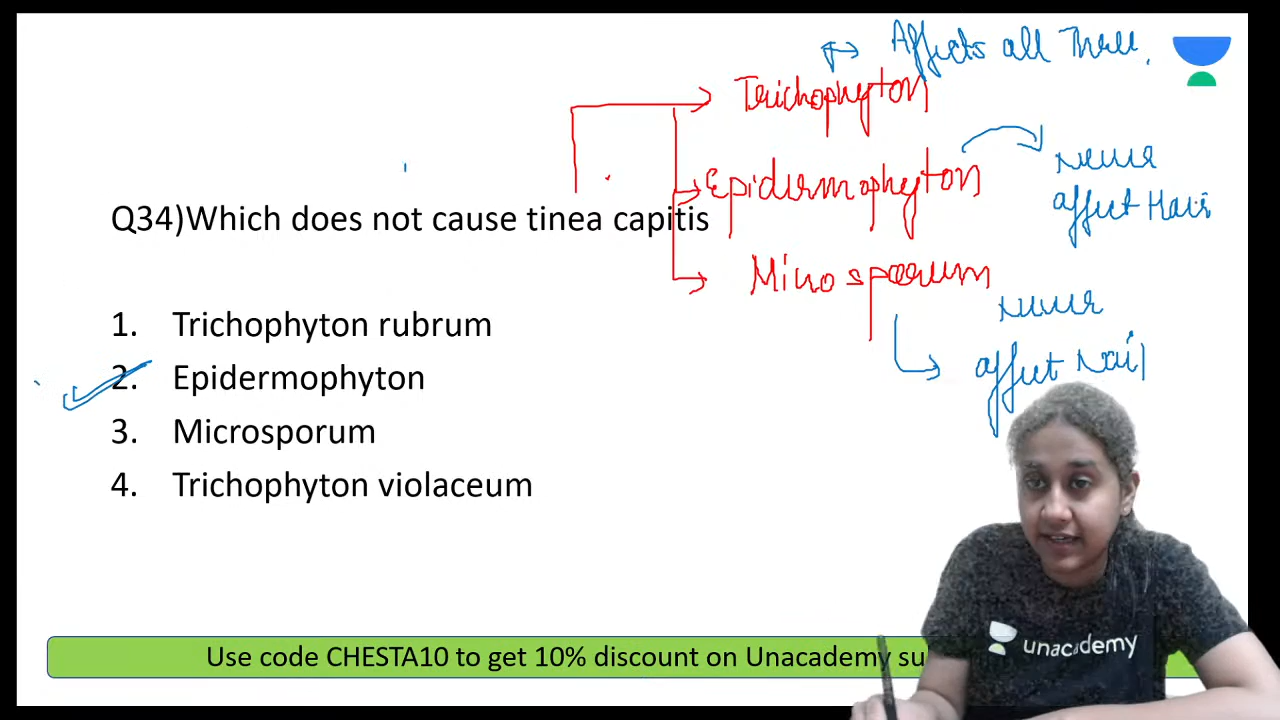 Affects all Three.
Trichophyton
Epidermophyton
never
affect Hair
Q34)Which does not cause tinea capitis
Microsporum
never
affect Nail
1. Trichophyton rubrum
2. Epidermophyton
3. Microsporum
4. Trichophyton violaceum
unacademy
Use code CHESTA10 to get 10% discount on Unacademy su